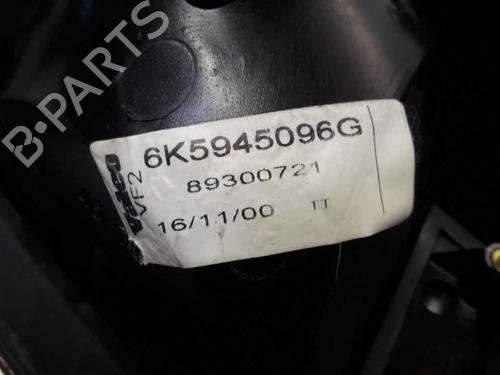 B-PARTS
6K5945096G
Valeo
VF2
89300721
16/11/00 TT